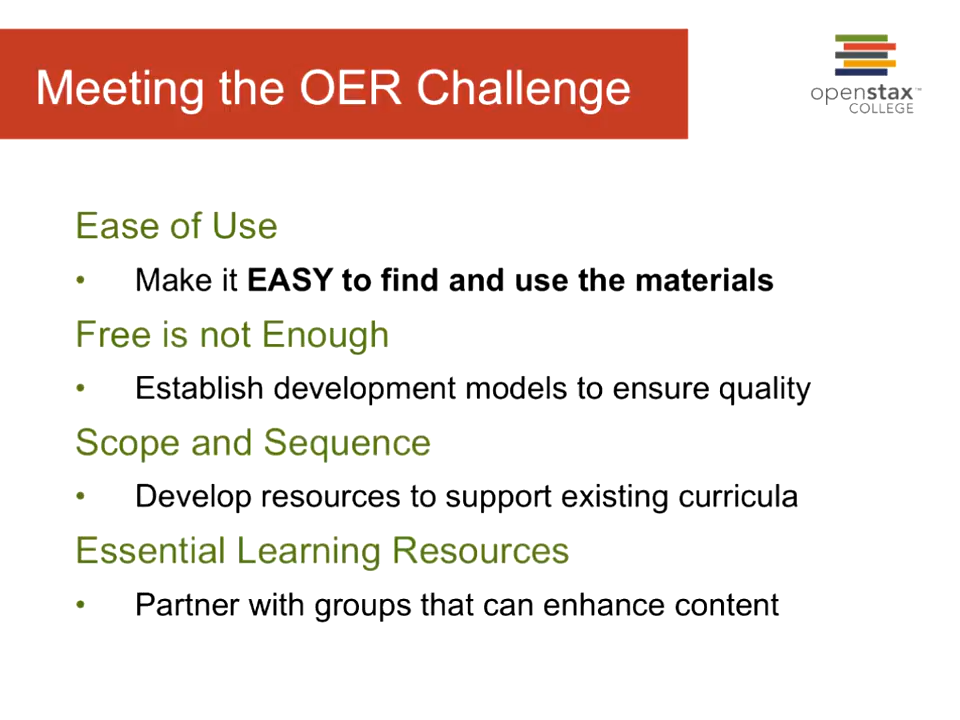 Meeting the OER Challenge
openstax™
COLLEGE
Ease of Use
• Make it EASY to find and use the materials
Free is not Enough
• Establish development models to ensure quality
Scope and Sequence
• Develop resources to support existing curricula
Essential Learning Resources
• Partner with groups that can enhance content